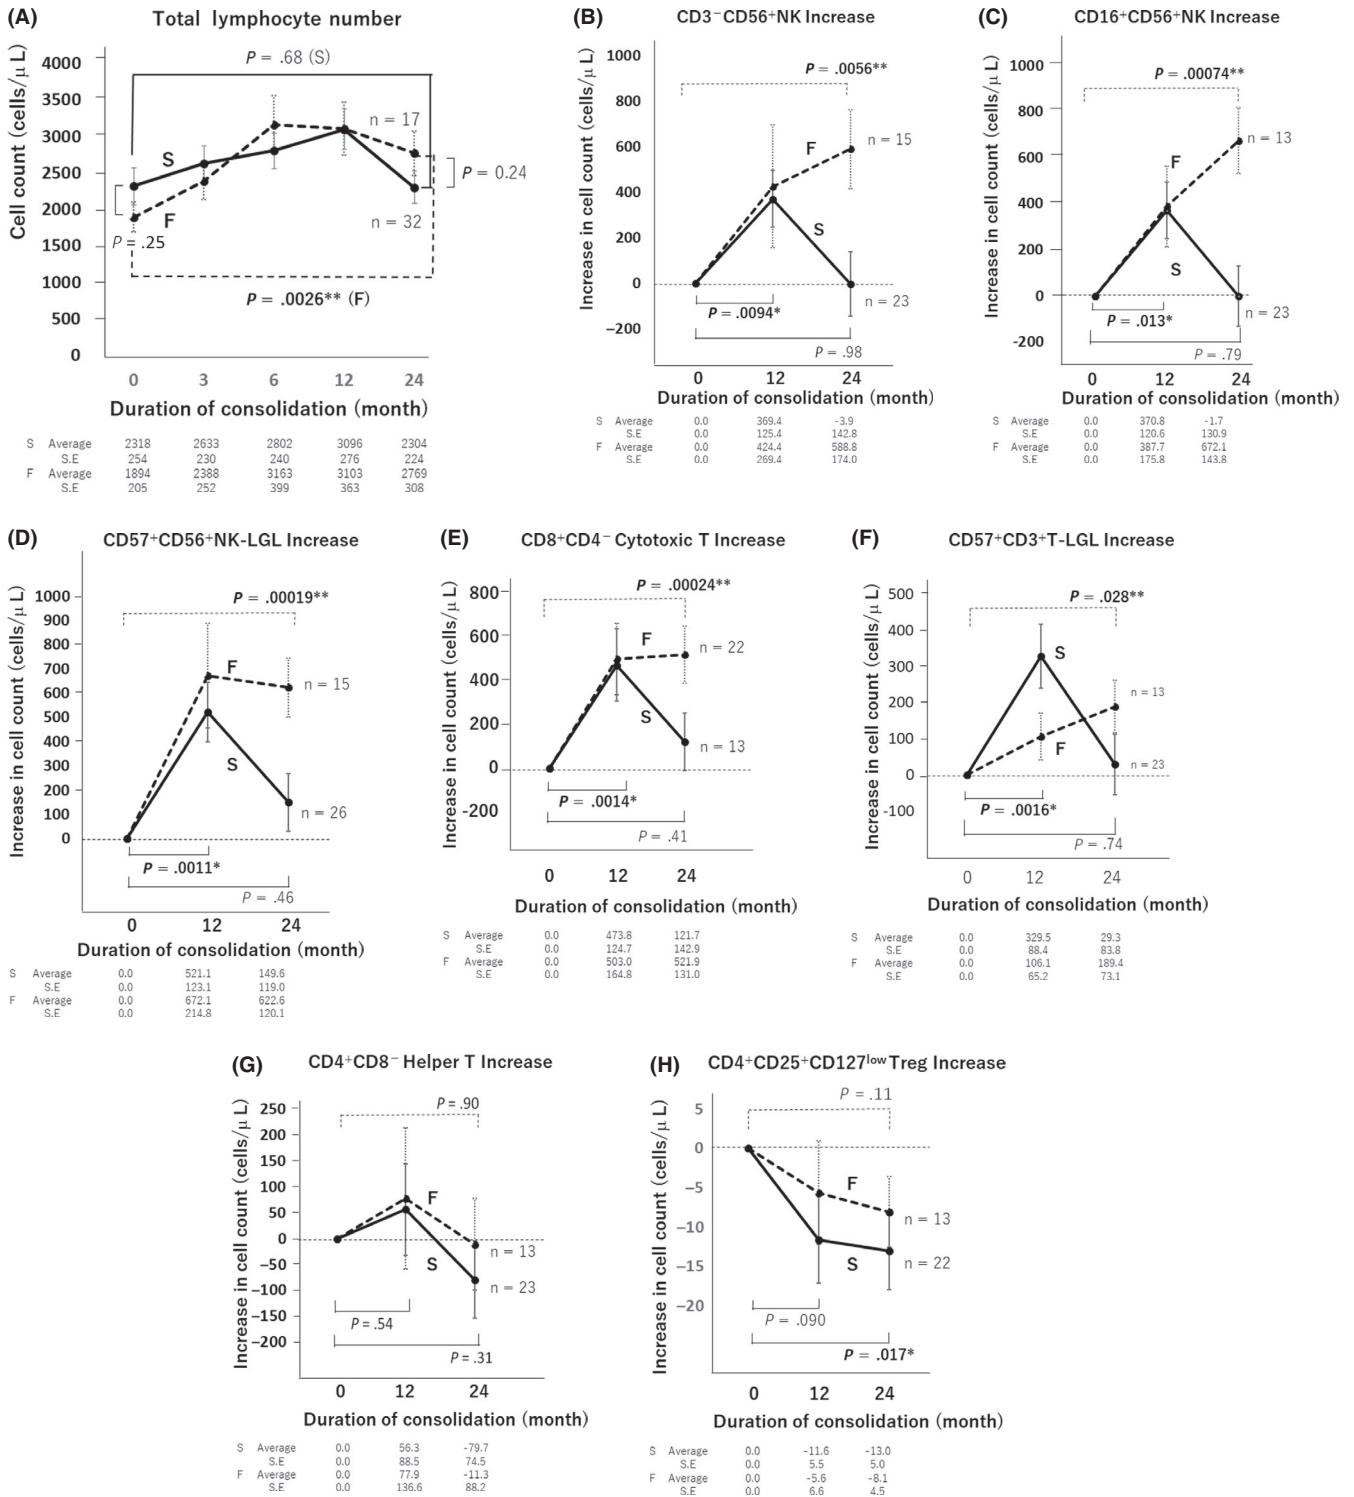 (A)
Total lymphocyte number
Cell count (cells/μ L)
4000
3500
3000
2500
2000
1500
1000
500
0
P = .68 (S)
n = 17
S
F
P = 0.24
n = 32
P = .25
P = .0026** (F)
0 3 6 12 24
Duration of consolidation (month)
S Average 2318 2633 2802 3096 2304
S.E 254 230 240 276 224
F Average 1894 2388 3163 3103 2769
S.E 205 252 399 363 308
(B)
CD3⁻CD56⁺NK Increase
Increase in cell count (cells/μ L)
1000
800
600
400
200
0
−200
P = .0056**
n = 15
F
S
n = 23
P = .0094*
P = .98
0 12 24
Duration of consolidation (month)
S Average 0.0 369.4 -3.9
S.E 0.0 125.4 142.8
F Average 0.0 424.4 588.8
S.E 0.0 269.4 174.0
(C)
CD16⁺CD56⁺NK Increase
Increase in cell count (cells/μ L)
1000
800
600
400
200
0
-200
P = .00074**
n = 13
F
S
n = 23
P = .013*
P = .79
0 12 24
Duration of consolidation (month)
S Average 0.0 370.8 -1.7
S.E 0.0 120.6 130.9
F Average 0.0 387.7 672.1
S.E 0.0 175.8 143.8
(D)
CD57⁺CD56⁺NK-LGL Increase
Increase in cell count (cells/μ L)
1000
900
800
700
600
500
400
300
200
100
0
P = .00019**
F
n = 15
S
n = 26
P = .0011*
P = .46
0 12 24
Duration of consolidation (month)
S Average 0.0 521.1 149.6
S.E 0.0 123.1 119.0
F Average 0.0 672.1 622.6
S.E 0.0 214.8 120.1
(E)
CD8⁺CD4⁻ Cytotoxic T Increase
Increase in cell count (cells/μ L)
800
600
400
200
0
-200
P = .00024**
F
n = 22
S
n = 13
P = .0014*
P = .41
0 12 24
Duration of consolidation (month)
S Average 0.0 473.8 121.7
S.E 0.0 124.7 142.9
F Average 0.0 503.0 521.9
S.E 0.0 164.8 131.0
(F)
CD57⁺CD3⁺T-LGL Increase
Increase in cell count (cells/μ L)
500
400
300
200
100
0
-100
P = .028**
S
n = 13
F
n = 23
P = .0016*
P = .74
0 12 24
Duration of consolidation (month)
S Average 0.0 329.5 29.3
S.E 0.0 88.4 83.8
F Average 0.0 106.1 189.4
S.E 0.0 65.2 73.1
(G)
CD4⁺CD8⁻ Helper T Increase
Increase in cell count (cells/μ L)
250
200
150
100
50
0
−50
−100
−150
−200
P = .90
F
n = 13
S
n = 23
P = .54
P = .31
0 12 24
Duration of consolidation (month)
S Average 0.0 56.3 -79.7
S.E 0.0 88.5 74.5
F Average 0.0 77.9 -11.3
S.E 0.0 136.6 88.2
(H)
CD4⁺CD25⁺CD127ˡᵒʷ Treg Increase
Increase in cell count (cells/μ L)
5
0
−5
−10
−15
−20
P = .11
F
n = 13
S
n = 22
P = .090
P = .017*
0 12 24
Duration of consolidation (month)
S Average 0.0 -11.6 -13.0
S.E 0.0 5.5 5.0
F Average 0.0 -5.6 -8.1
S.E 0.0 6.6 4.5